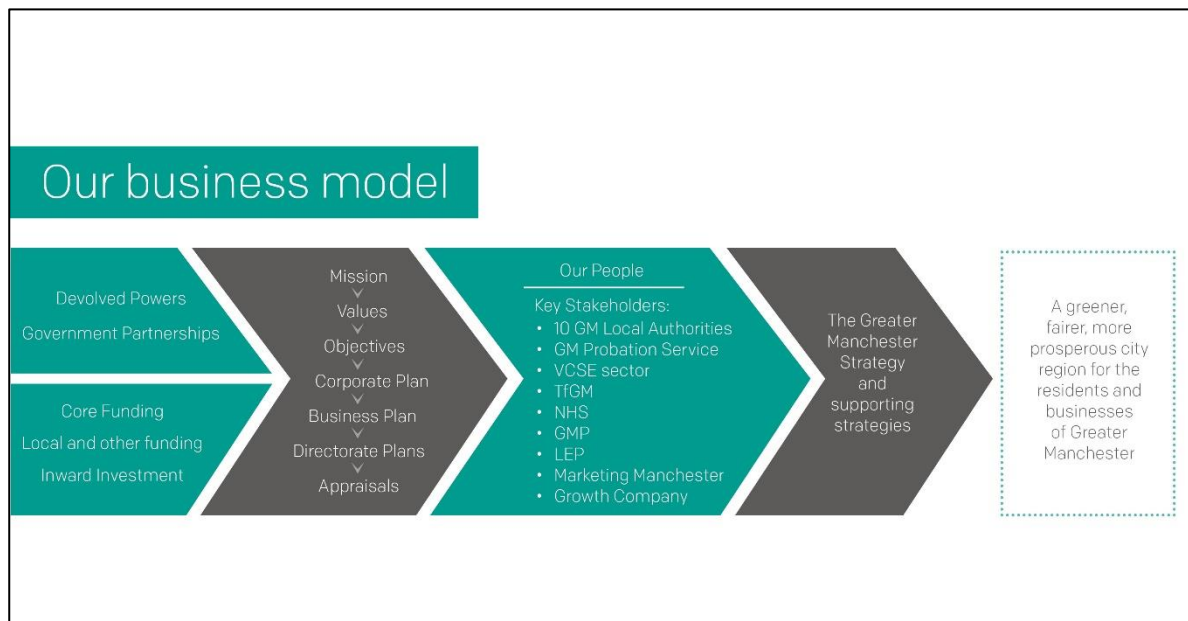 Our business model
Devolved Powers
Government Partnerships
Core Funding
Local and other funding
Inward Investment
Mission
Values
Objectives
Corporate Plan
Business Plan
Directorate Plans
Appraisals
Our People
Key Stakeholders:
• 10 GM Local Authorities
• GM Probation Service
• VCSE sector
• TfGM
• NHS
• GMP
• LEP
• Marketing Manchester
• Growth Company
The Greater
Manchester
Strategy
and
supporting
strategies
A greener,
fairer, more
prosperous city
region for the
residents and
businesses
of Greater
Manchester